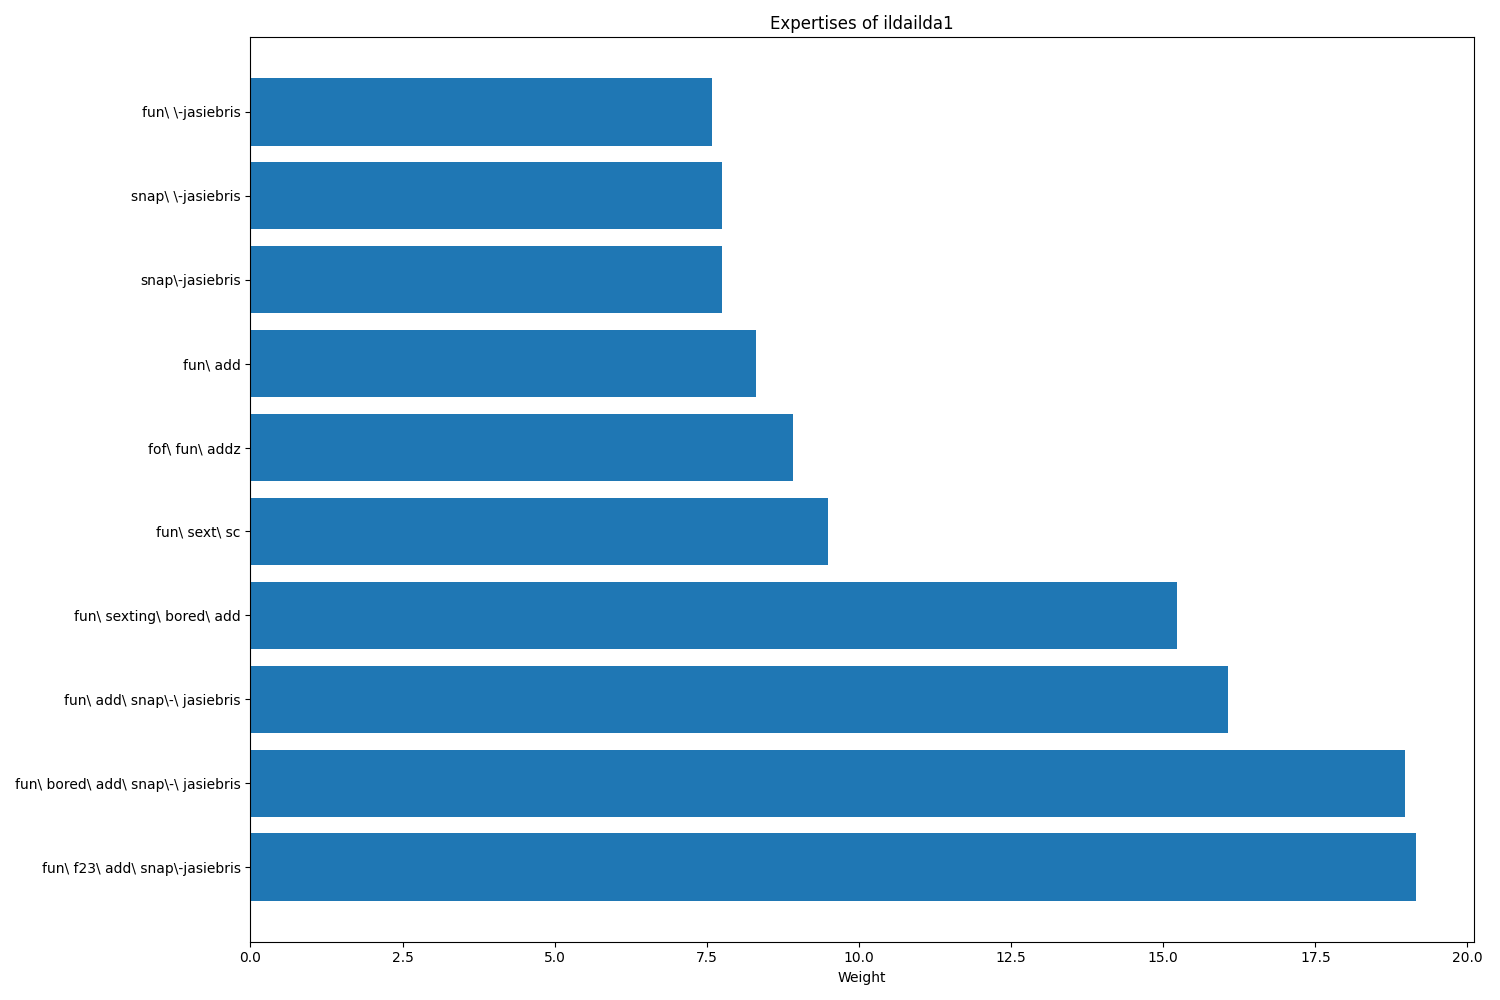 Expertises of ildailda1
fun\ \-jasiebris
snap\ \-jasiebris
snap\-jasiebris
fun\ add
fof\ fun\ addz
fun\ sext\ sc
fun\ sexting\ bored\ add
fun\ add\ snap\-\ jasiebris
fun\ bored\ add\ snap\-\ jasiebris
fun\ f23\ add\ snap\-jasiebris
0.0 2.5 5.0 7.5 10.0 12.5 15.0 17.5 20.0
Weight